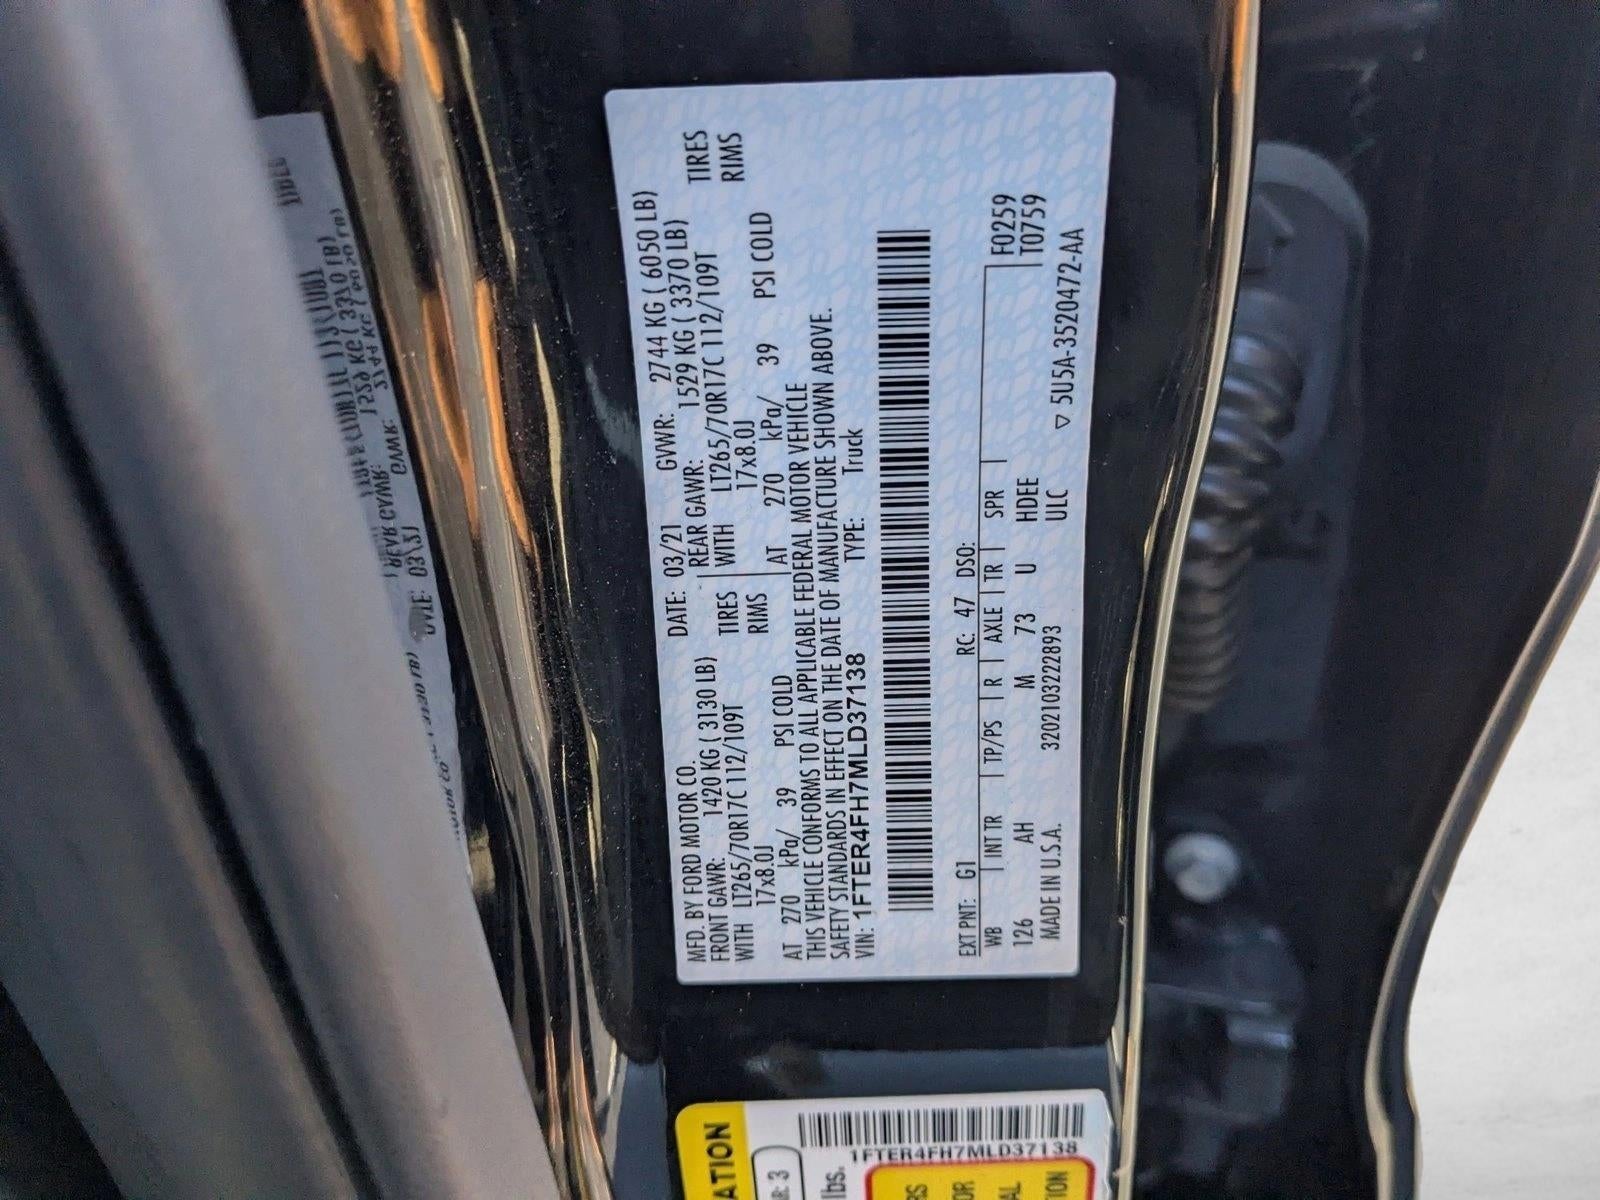 MFD. BY FORD MOTOR CO. DATE: 03/21 GVWR: 2744 KG ( 6050 LB)
FRONT GAWR: 1420 KG ( 3130 LB) REAR GAWR: 1529 KG ( 3370 LB)
WITH LT265/70R17C 112/109T TIRES WITH LT265/70R17C 112/109T TIRES
17x8.0J RIMS 17x8.0J RIMS
AT 270 kPa/ 39 PSI COLD AT 270 kPa/ 39 PSI COLD
THIS VEHICLE CONFORMS TO ALL APPLICABLE FEDERAL MOTOR VEHICLE
SAFETY STANDARDS IN EFFECT ON THE DATE OF MANUFACTURE SHOWN ABOVE.
VIN: 1FTER4FH7MLD37138 TYPE: Truck
EXT PNT: G1 RC: 47 DSO:
WB INT TR TP/PS R AXLE TR SPR F0259
126 AH M 73 U HDEE T0759
MADE IN U.S.A. 3202103222893 ULC
▽ 5U5A-3520472-AA
ATION
1FTER4FH7MLD37138
lbs.